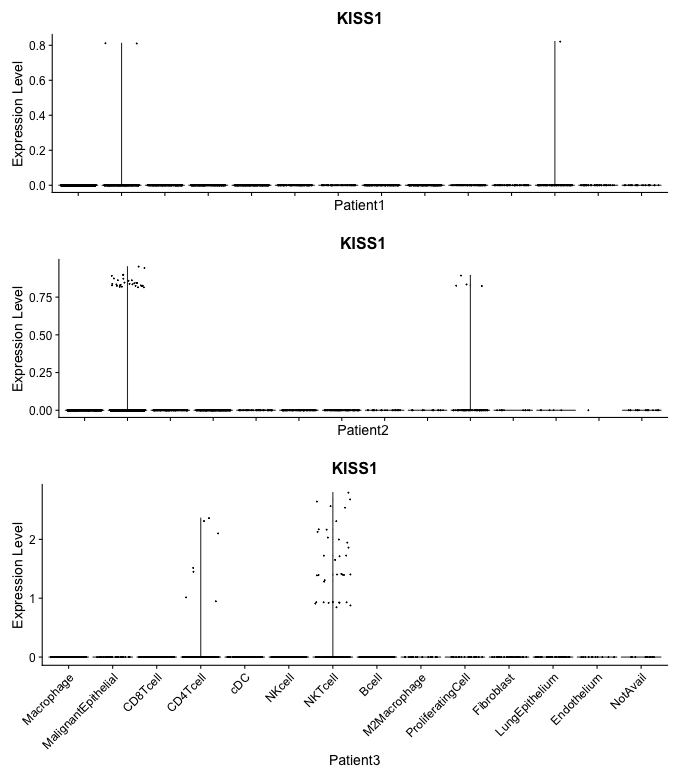 KISS1
Expression Level
0.8
0.6
0.4
0.2
0.0
Patient1
KISS1
Expression Level
0.75
0.50
0.25
0.00
Patient2
KISS1
Expression Level
2
1
0
Macrophage
MalignantEpithelial
CD8Tcell
CD4Tcell
cDC
NKcell
NKTcell
Bcell
M2Macrophage
ProliferatingCell
Fibroblast
LungEpithelium
Endothelium
NotAvail
Patient3